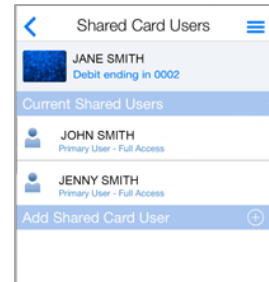 Shared Card Users
JANE SMITH
Debit ending in 0002
Current Shared Users
JOHN SMITH
Primary User - Full Access
JENNY SMITH
Primary User - Full Access
Add Shared Card User